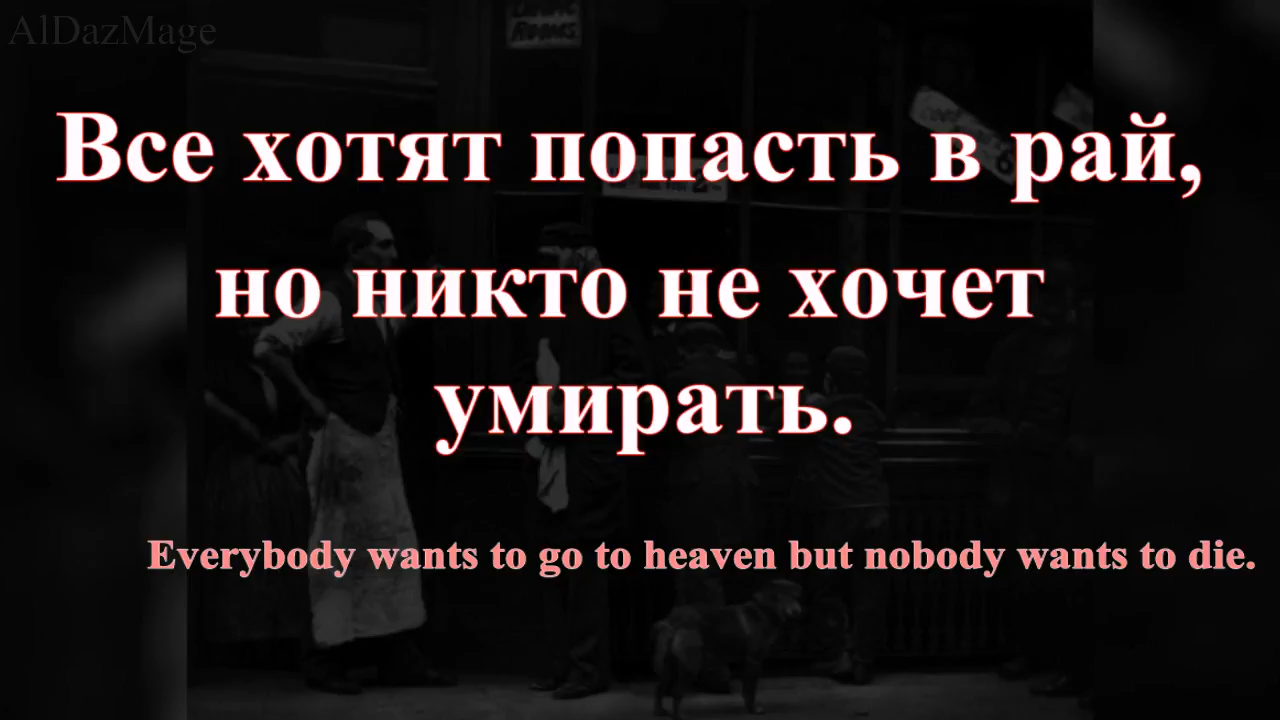 AlDazMage
ROOMS
Все хотят попасть в рай,
но никто не хочет
умирать.
Everybody wants to go to heaven but nobody wants to die.